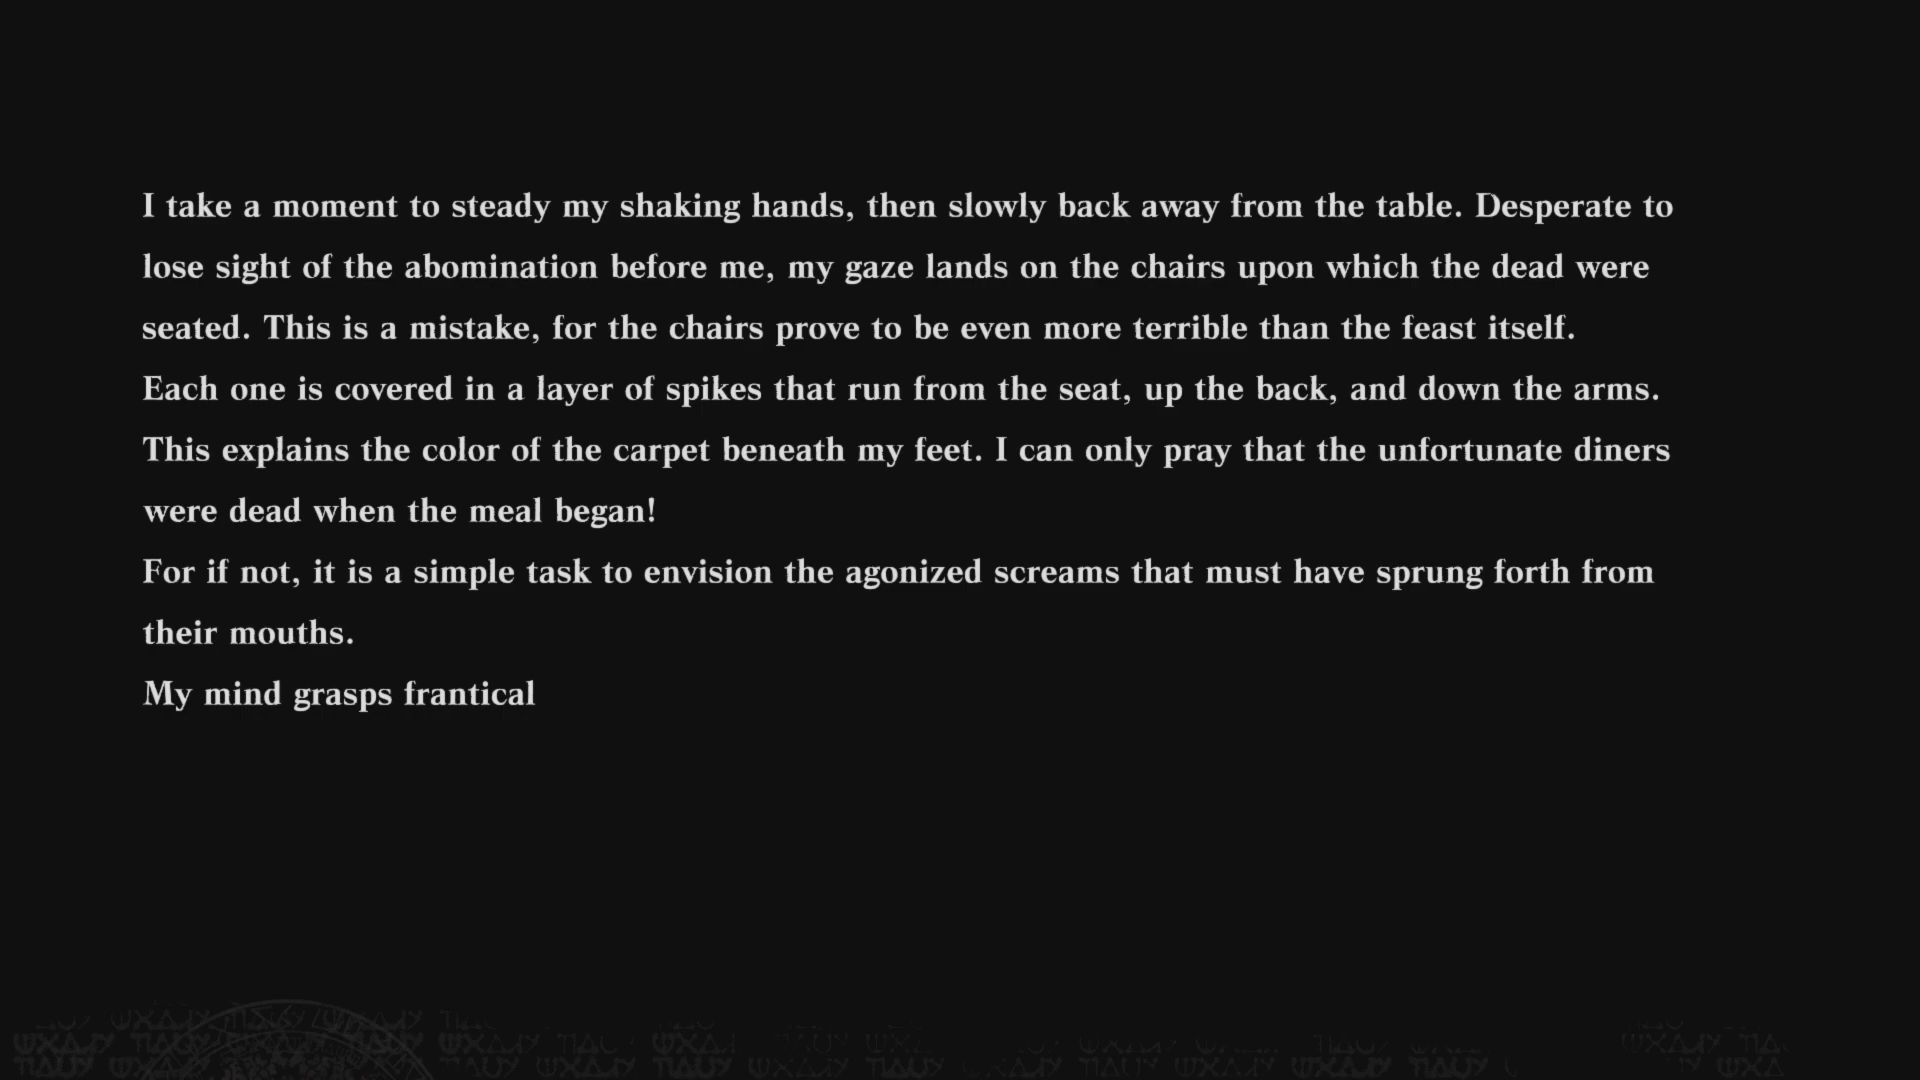 I take a moment to steady my shaking hands, then slowly back away from the table. Desperate to
lose sight of the abomination before me, my gaze lands on the chairs upon which the dead were
seated. This is a mistake, for the chairs prove to be even more terrible than the feast itself.
Each one is covered in a layer of spikes that run from the seat, up the back, and down the arms.
This explains the color of the carpet beneath my feet. I can only pray that the unfortunate diners
were dead when the meal began!
For if not, it is a simple task to envision the agonized screams that must have sprung forth from
their mouths.
My mind grasps frantical